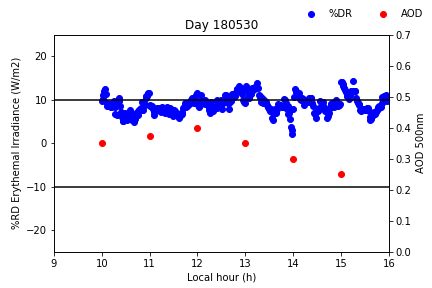 %DR AOD
Day 180530
%RD Erythemal Irradiance (W/m2)
20
10
0
−10
−20
0.7
0.6
0.5
0.4
0.3
0.2
0.1
0.0
AOD 500nm
9 10 11 12 13 14 15 16
Local hour (h)